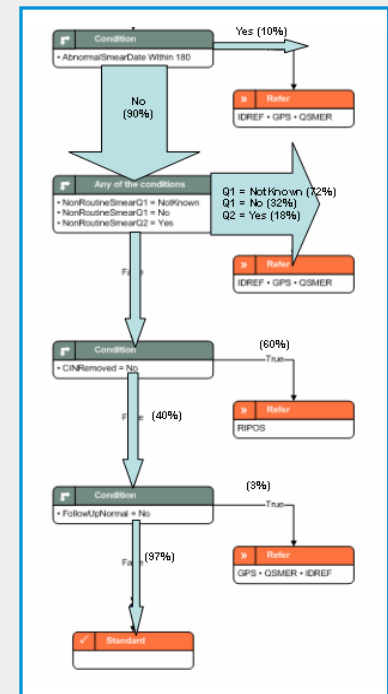 Condition
Yes (10%)
• AbnormalSmearDate Within 180
No
(90%)
Refer
IDREF • GPS • QSMER
Any of the conditions
• NonRoutineSmearQ1 = NotKnown
• NonRoutineSmearQ1 = No
• NonRoutineSmearQ2 = Yes
Q1 = NotKnown (72%)
Q1 = No (32%)
Q2 = Yes (18%)
Refer
IDREF • GPS • QSMER
Condition
• CINRemoved = No
(60%)
True
(40%)
Refer
RIPOS
Condition
• FollowUpNormal = No
(3%)
True
(97%)
Refer
GPS • QSMER • IDREF
Standard